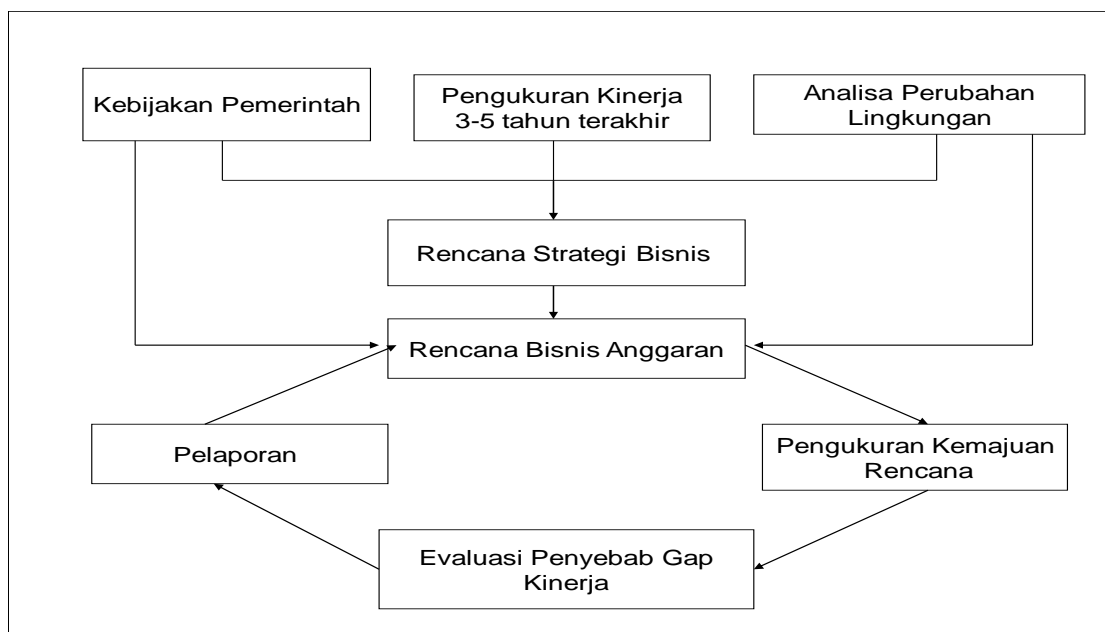 Kebijakan Pemerintah
Pengukuran Kinerja
3-5 tahun terakhir
Analisa Perubahan
Lingkungan
Rencana Strategi Bisnis
Rencana Bisnis Anggaran
Pelaporan
Pengukuran Kemajuan
Rencana
Evaluasi Penyebab Gap
Kinerja